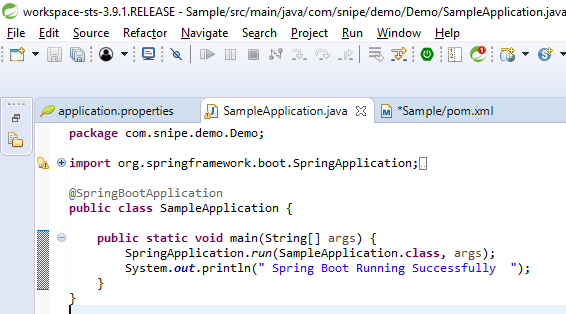 workspace-sts-3.9.1.RELEASE - Sample/src/main/java/com/snipe/demo/Demo/SampleApplication.java
File Edit Source Refactor Navigate Search Project Run Window Help
application.properties SampleApplication.java *Sample/pom.xml
package com.snipe.demo.Demo;
import org.springframework.boot.SpringApplication;
@SpringBootApplication
public class SampleApplication {
public static void main(String[] args) {
SpringApplication.run(SampleApplication.class, args);
System.out.println(" Spring Boot Running Successfully  ");
}
}